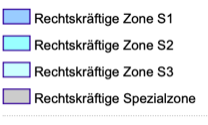 Rechtskräftige Zone S1
Rechtskräftige Zone S2
Rechtskräftige Zone S3
Rechtskräftige Spezialzone